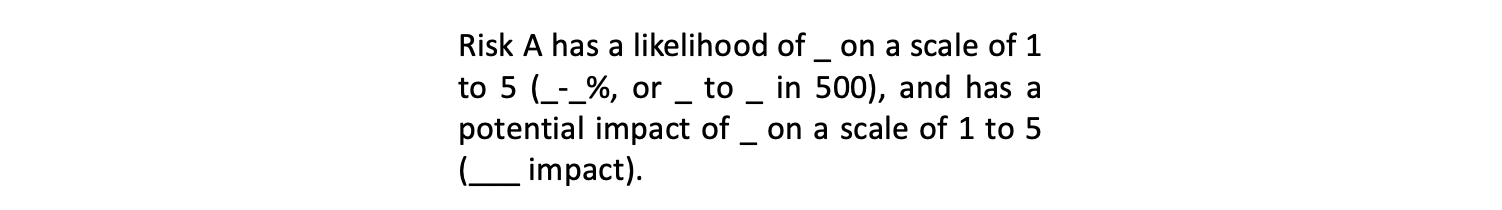 Risk A has a likelihood of _ on a scale of 1
to 5 (_-_%, or _ to _ in 500), and has a
potential impact of _ on a scale of 1 to 5
(___ impact).